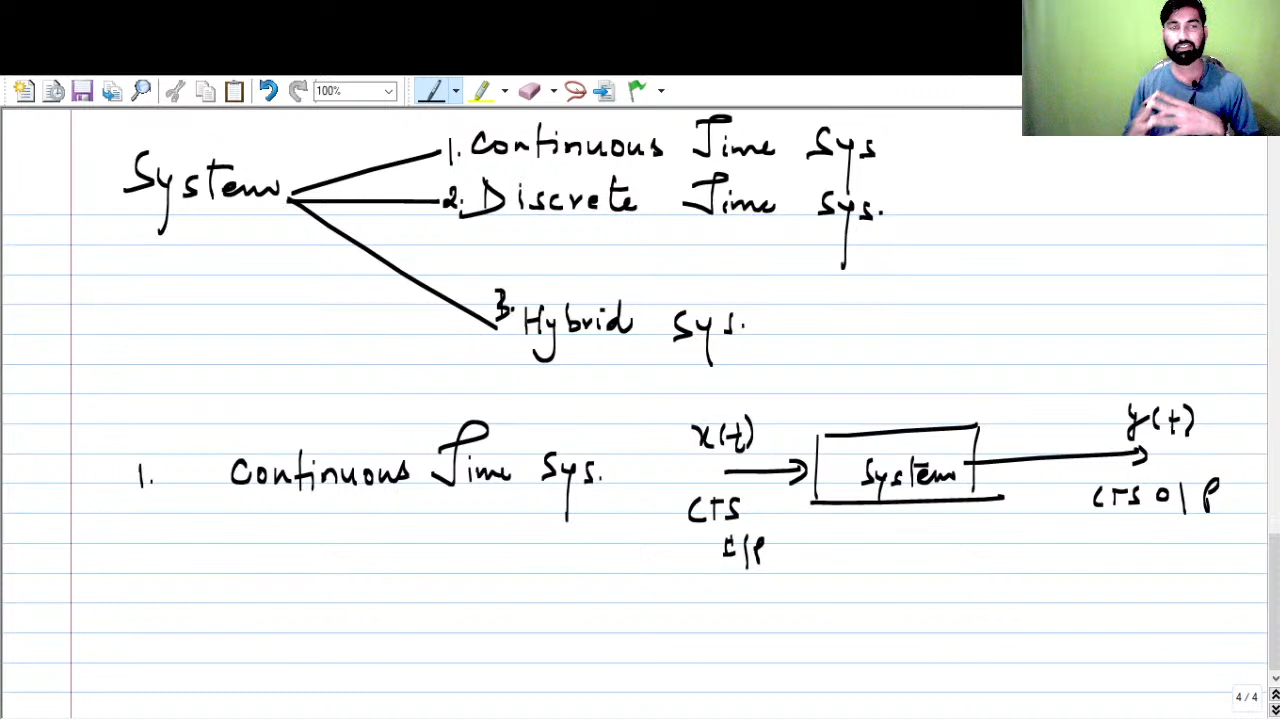 100%
System
1. Continuous Time Sys
2. Discrete Time Sys.
3. Hybrid Sys.
1. Continuous Time Sys.
x(t)
CTS
I/P
System
y(t)
CTS O/P
4/4